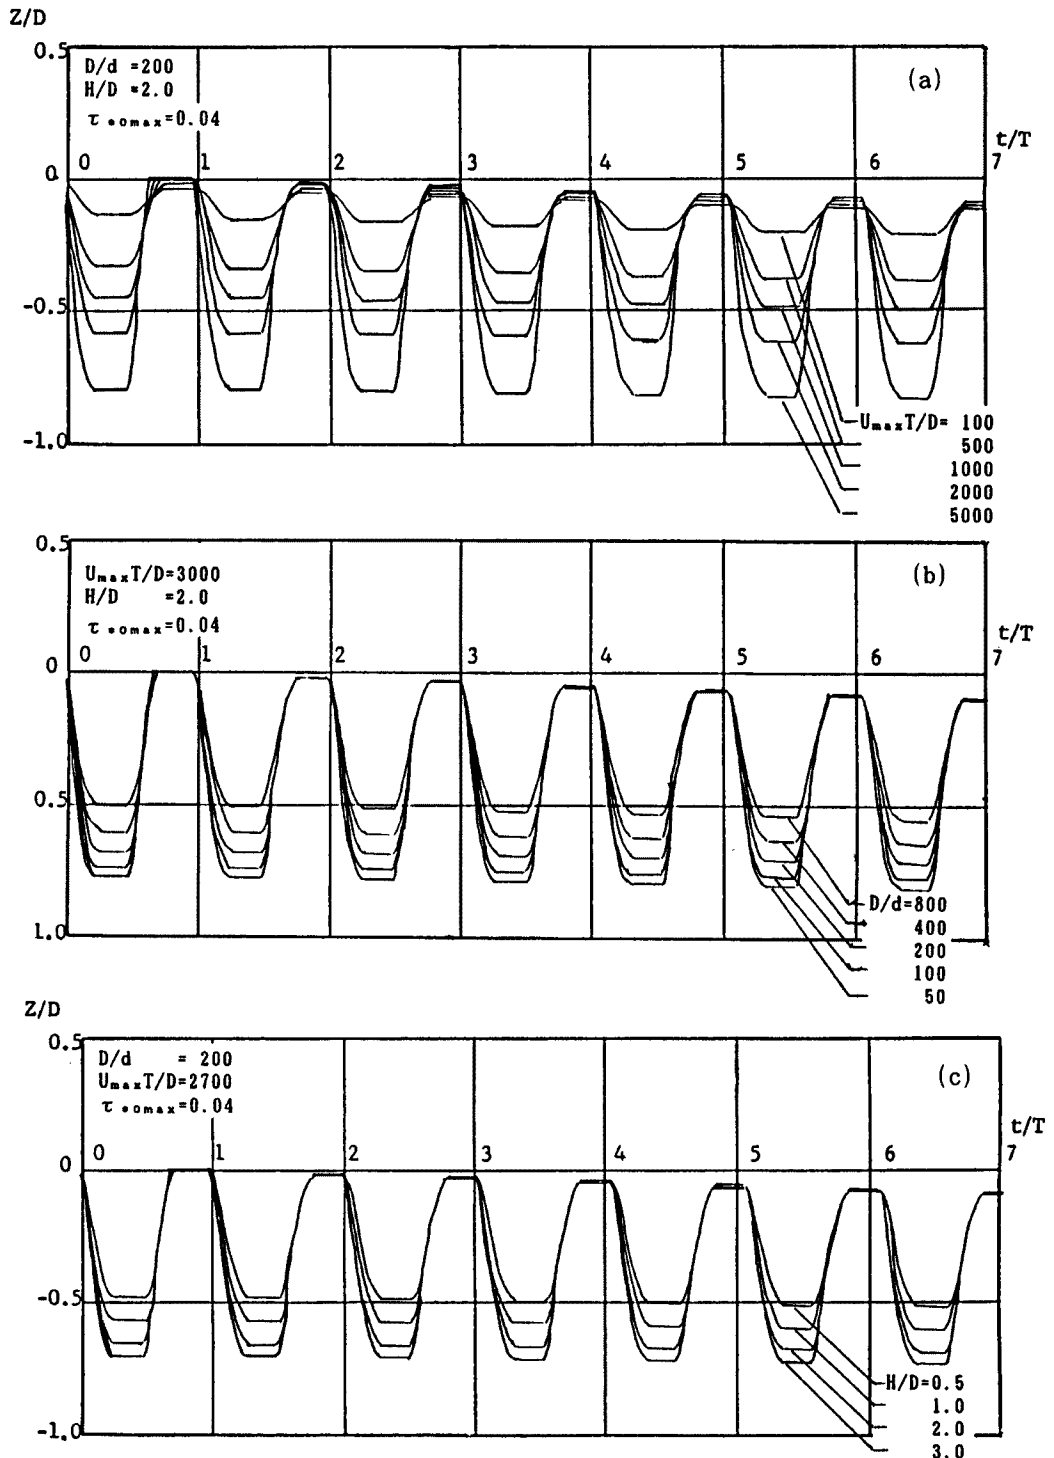 Z/D
0.5
D/d =200
H/D =2.0
τ *omax=0.04
(a)
t/T
0 0 1 2 3 4 5 6 7
-0.5
-1.0
UmaxT/D= 100
500
1000
2000
5000
0.5
UmaxT/D=3000
H/D =2.0
τ *omax=0.04
(b)
t/T
0 0 1 2 3 4 5 6 7
0.5
1.0
D/d=800
400
200
100
50
Z/D
0.5
D/d = 200
UmaxT/D=2700
τ *omax=0.04
(c)
t/T
0 0 1 2 3 4 5 6 7
-0.5
-1.0
H/D=0.5
1.0
2.0
3.0